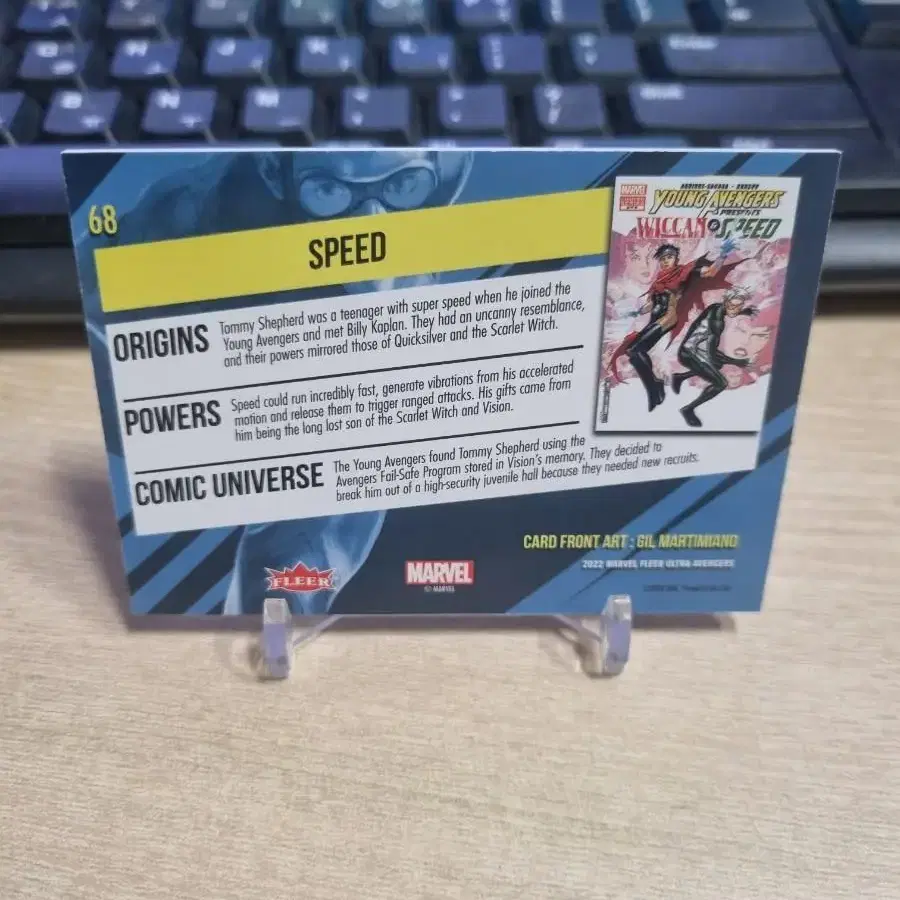 68
SPEED
MARVEL
YOUNG AVENGERS
PRESENTS
WICCAN & SPEED
ORIGINS
Tommy Shepherd was a teenager with super speed when he joined the
Young Avengers and met Billy Kaplan. They had an uncanny resemblance,
and their powers mirrored those of Quicksilver and the Scarlet Witch.
POWERS
Speed could run incredibly fast, generate vibrations from his accelerated
motion and release them to trigger ranged attacks. His gifts came from
him being the long lost son of the Scarlet Witch and Vision.
COMIC UNIVERSE
The Young Avengers found Tommy Shepherd using the
Avengers Fail-Safe Program stored in Vision's memory. They decided to
break him out of a high-security juvenile hall because they needed new recruits.
CARD FRONT ART : GIL MARTIMIANO
2022 MARVEL FLEER ULTRA AVENGERS
FLEER
MARVEL
© MARVEL